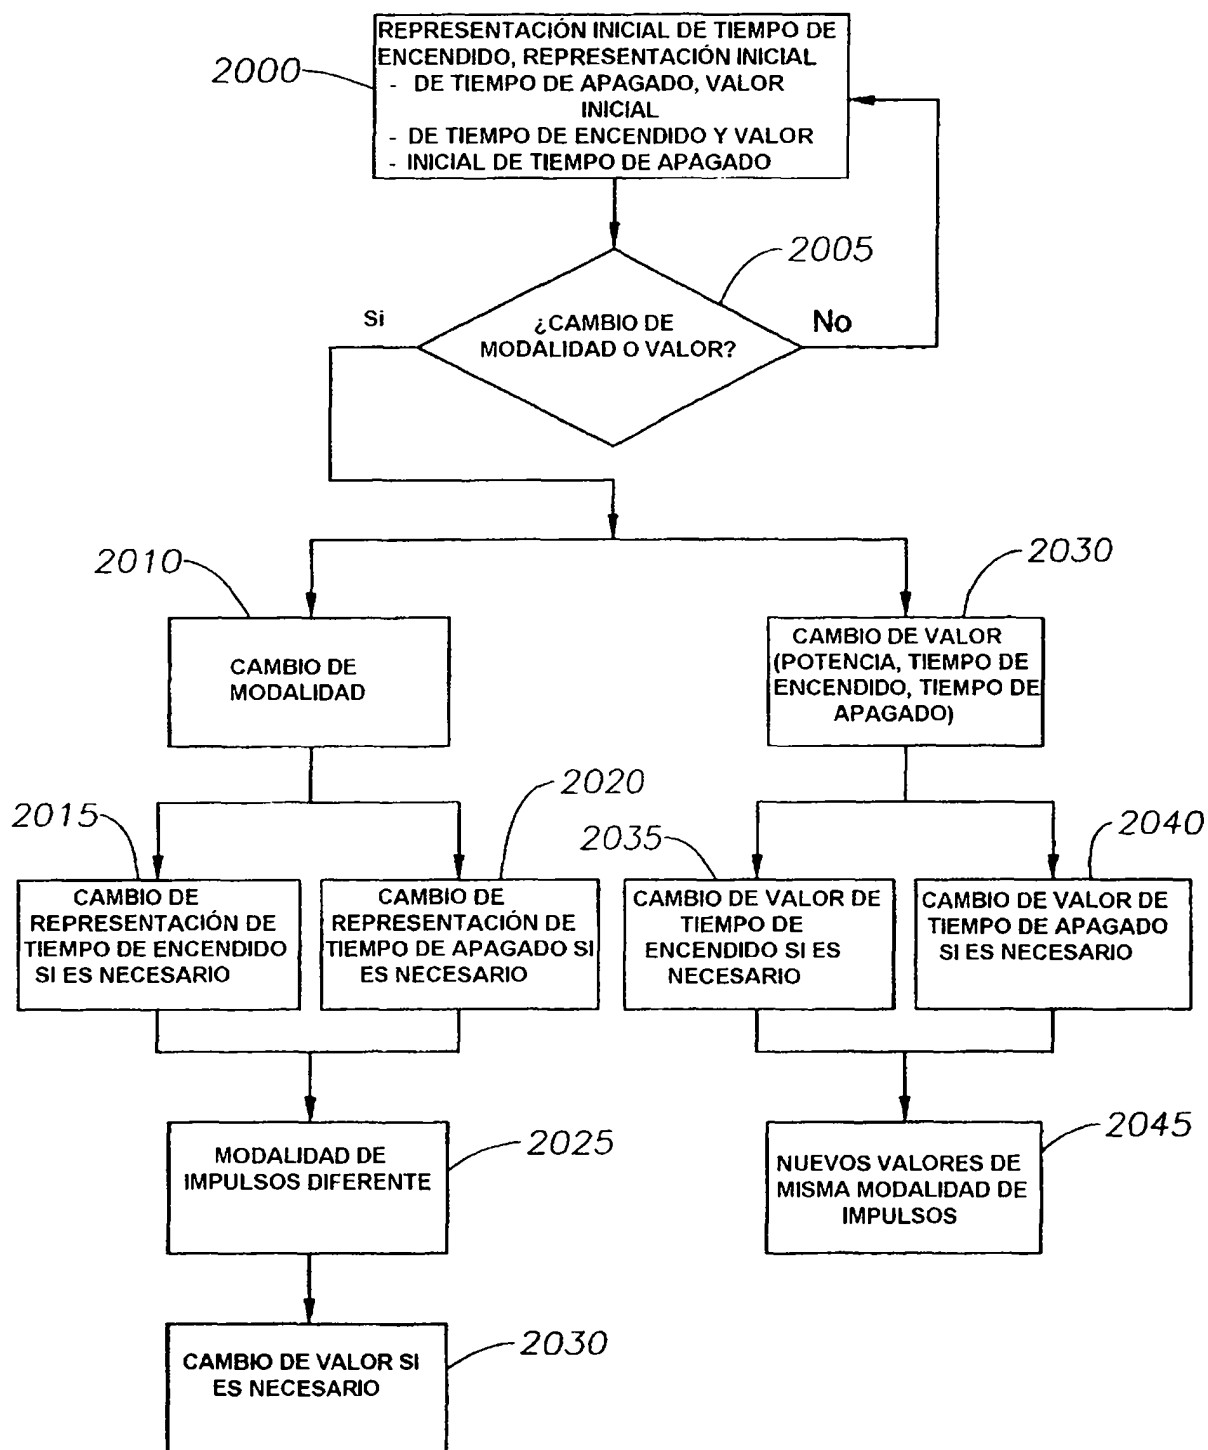 REPRESENTACIÓN INICIAL DE TIEMPO DE
ENCENDIDO, REPRESENTACIÓN INICIAL
- DE TIEMPO DE APAGADO, VALOR
INICIAL
- DE TIEMPO DE ENCENDIDO Y VALOR
- INICIAL DE TIEMPO DE APAGADO
2000
2005
Si
¿CAMBIO DE
MODALIDAD O VALOR?
No
2010
CAMBIO DE
MODALIDAD
2030
CAMBIO DE VALOR
(POTENCIA, TIEMPO DE
ENCENDIDO, TIEMPO DE
APAGADO)
2015
CAMBIO DE
REPRESENTACIÓN DE
TIEMPO DE ENCENDIDO
SI ES NECESARIO
2020
CAMBIO DE
REPRESENTACIÓN DE
TIEMPO DE APAGADO SI
ES NECESARIO
2035
CAMBIO DE VALOR DE
TIEMPO DE
ENCENDIDO SI ES
NECESARIO
2040
CAMBIO DE VALOR DE
TIEMPO DE APAGADO
SI ES NECESARIO
MODALIDAD DE
IMPULSOS DIFERENTE
2025
2045
NUEVOS VALORES DE
MISMA MODALIDAD DE
IMPULSOS
CAMBIO DE VALOR SI
ES NECESARIO
2030